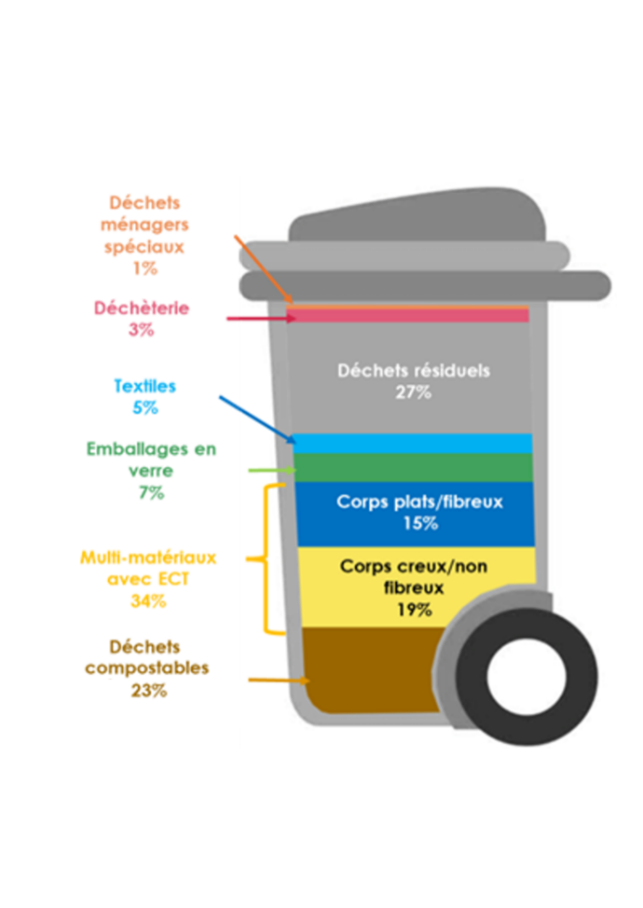 Déchets
ménagers
spéciaux
1%
Déchèterie
3%
Déchets résiduels
27%
Textiles
5%
Emballages en
verre
7%
Corps plats/fibreux
15%
Multi-matériaux
avec ECT
34%
Corps creux/non
fibreux
19%
Déchets
compostables
23%